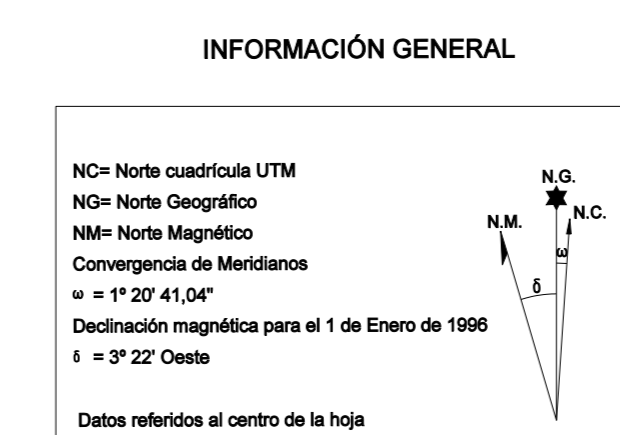 INFORMACIÓN GENERAL
NC= Norte cuadrícula UTM
NG= Norte Geográfico
NM= Norte Magnético
Convergencia de Meridianos
ω = 1º 20' 41,04"
Declinación magnética para el 1 de Enero de 1996
δ = 3º 22' Oeste
Datos referidos al centro de la hoja
N.G.
N.C.
N.M.
ω
δ